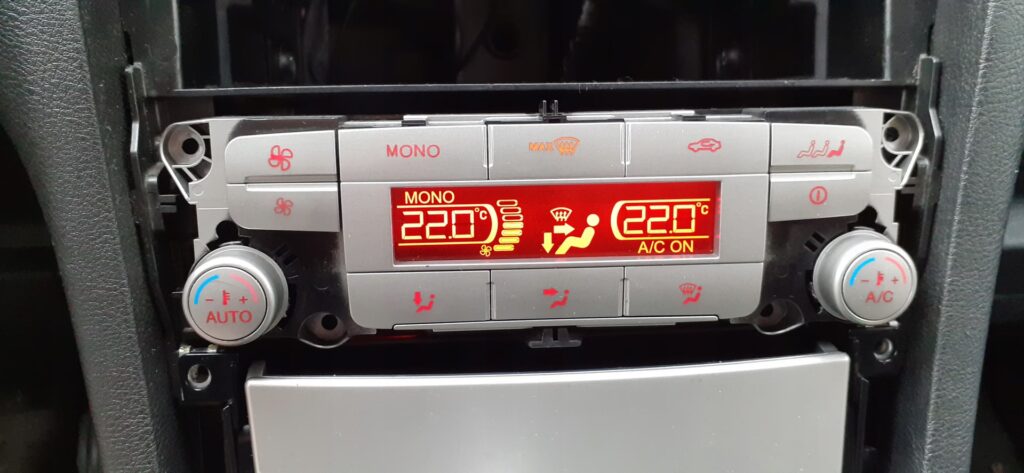 MONO
MAX
MONO
22.0°C
22.0°C
A/C ON
- +
AUTO
- +
A/C